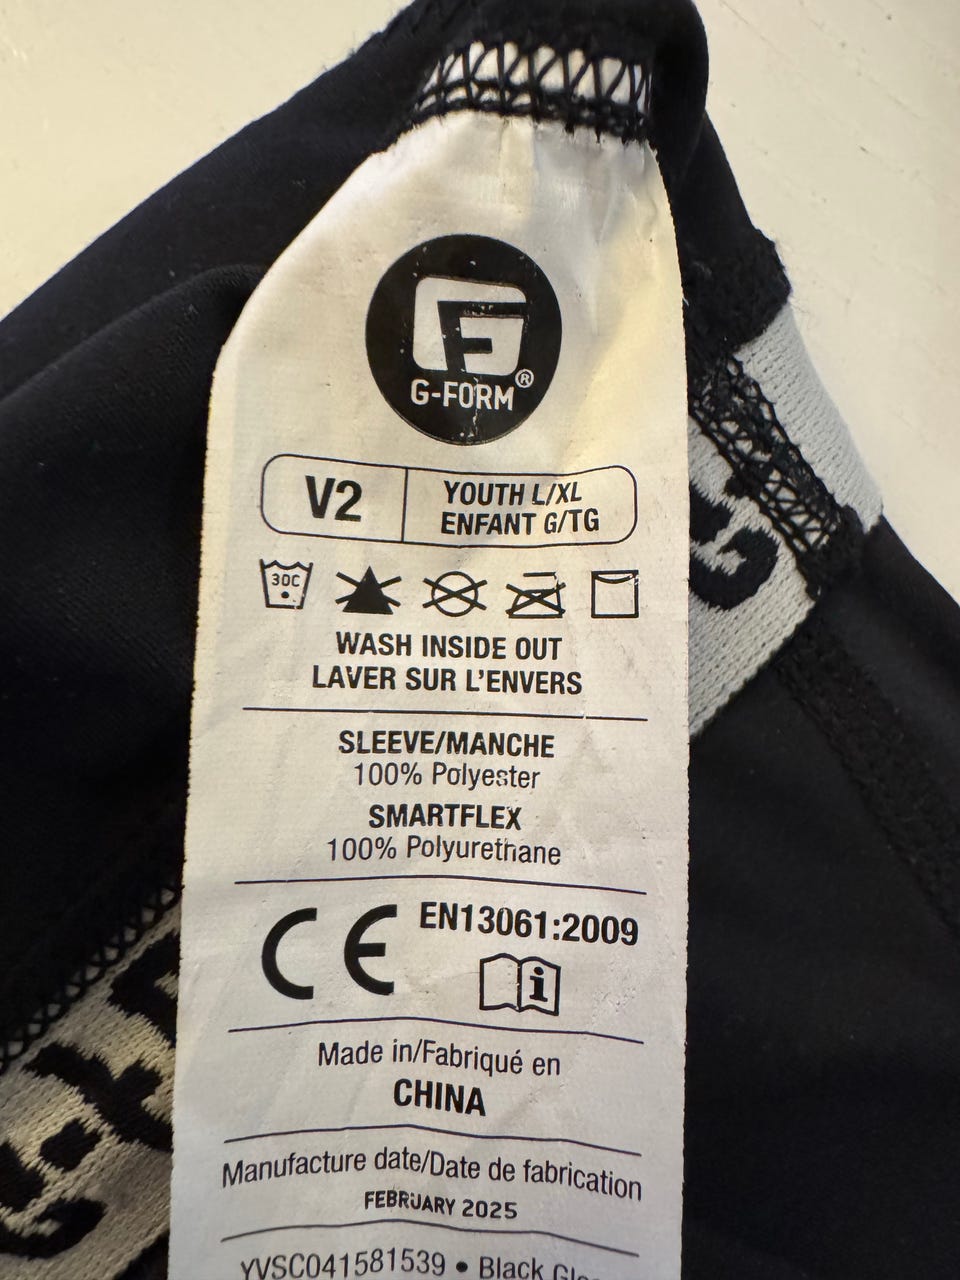 G-FORM®
V2
YOUTH L/XL
ENFANT G/TG
30C
WASH INSIDE OUT
LAVER SUR L'ENVERS
SLEEVE/MANCHE
100% Polyester
SMARTFLEX
100% Polyurethane
CE EN13061:2009
i
Made in/Fabriqué en
CHINA
Manufacture date/Date de fabrication
FEBRUARY 2025
YVSC041581539 • Black